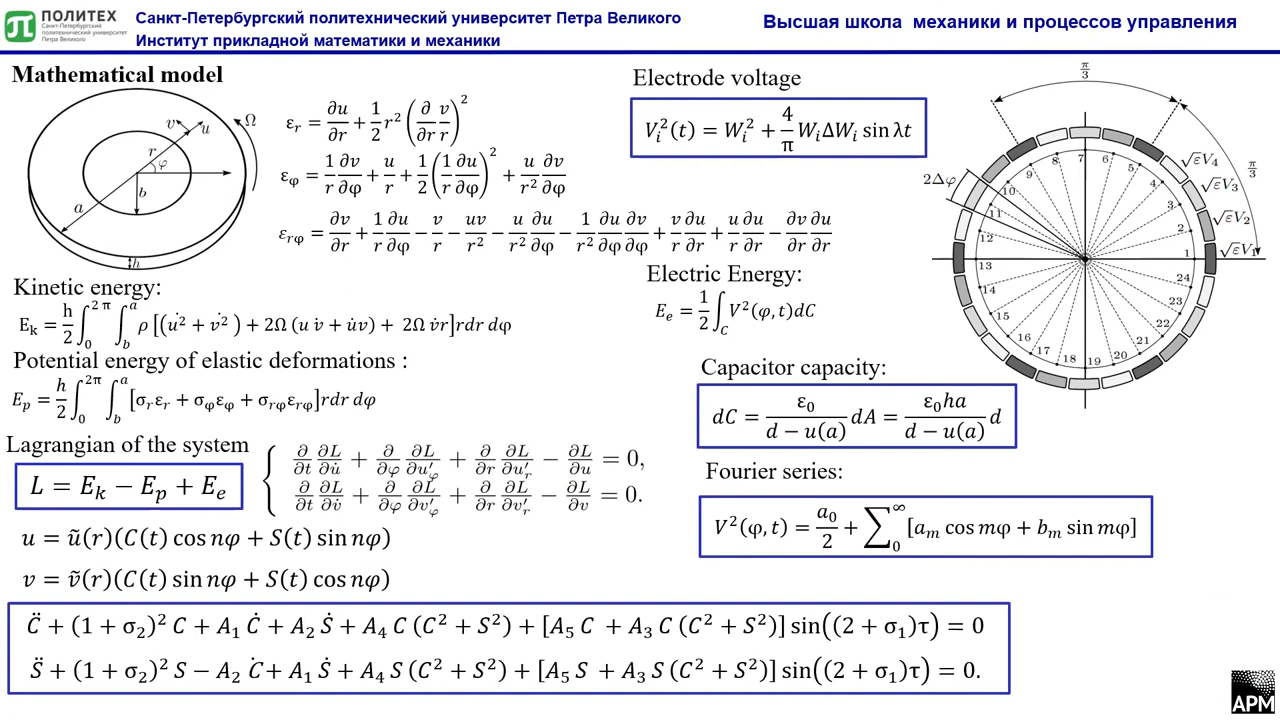 ПОЛИТЕХ
Санкт-Петербургский
политехнический университет
Петра Великого
Санкт-Петербургский политехнический университет Петра Великого
Институт прикладной математики и механики
Высшая школа механики и процессов управления
Mathematical model
v u Ω r φ b a h
ε_r = ∂u/∂r + 1/2 r² (∂/∂r v/r)²
ε_φ = 1/r ∂v/∂φ + u/r + 1/2 (1/r ∂u/∂φ)² + u/r² ∂v/∂φ
ε_rφ = ∂v/∂r + 1/r ∂u/∂φ − v/r − uv/r² − u/r² ∂u/∂φ − 1/r² ∂u/∂φ ∂v/∂φ + v/r ∂u/∂r + u/r ∂u/∂r − ∂v/∂r ∂u/∂r
Kinetic energy:
E_k = h/2 ∫_0^2π ∫_b^a ρ [(u̇² + v̇²) + 2Ω (u v̇ + u̇v) + 2Ω v̇r] rdr dφ
Potential energy of elastic deformations :
E_p = h/2 ∫_0^2π ∫_b^a [σ_r ε_r + σ_φ ε_φ + σ_rφ ε_rφ] rdr dφ
Lagrangian of the system
L = E_k − E_p + E_e
∂/∂t ∂L/∂u̇ + ∂/∂φ ∂L/∂u′_φ + ∂/∂r ∂L/∂u′_r − ∂L/∂u = 0,
∂/∂t ∂L/∂v̇ + ∂/∂φ ∂L/∂v′_φ + ∂/∂r ∂L/∂v′_r − ∂L/∂v = 0.
u = ũ(r)(C(t) cos nφ + S(t) sin nφ)
v = ṽ(r)(C(t) sin nφ + S(t) cos nφ)
C̈ + (1 + σ₂)² C + A₁ Ċ + A₂ Ṡ + A₄ C (C² + S²) + [A₅ C + A₃ C (C² + S²)] sin((2 + σ₁)τ) = 0
S̈ + (1 + σ₂)² S − A₂ Ċ + A₁ Ṡ + A₄ S (C² + S²) + [A₅ S + A₃ S (C² + S²)] sin((2 + σ₁)τ) = 0.
Electrode voltage
V_i²(t) = W_i² + 4/π W_i ΔW_i sin λt
Electric Energy:
E_e = 1/2 ∫_C V²(φ, t)dC
Capacitor capacity:
dC = ε₀/(d − u(a)) dA = ε₀ha/(d − u(a)) d
Fourier series:
V²(φ, t) = a₀/2 + ∑_0^∞ [a_m cos mφ + b_m sin mφ]
π/3
π/3
2Δφ
√εV₄
√εV₃
√εV₂
√εV₁
1 2 3 4 5 6 7 8 9 10 11 12 13 14 15 16 17 18 19 20 21 22 23 24
APM